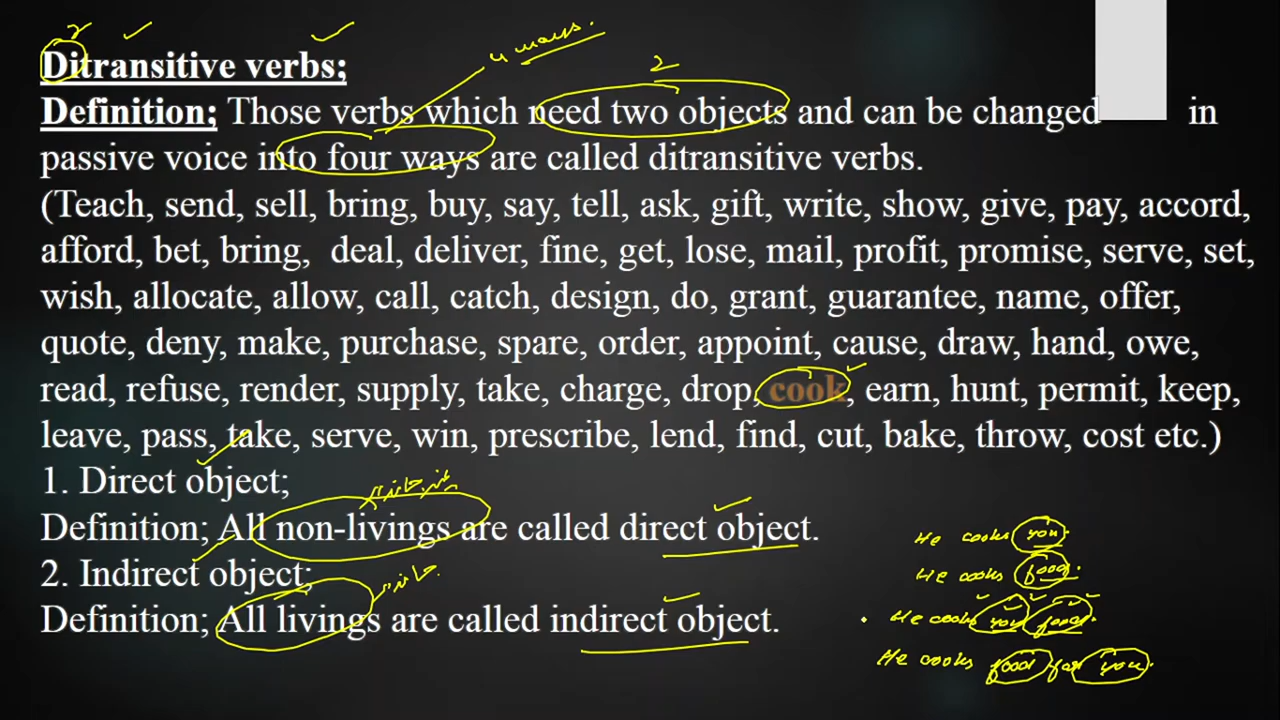 2
4 ways.
Ditransitive verbs;
2
Definition; Those verbs which need two objects and can be changed in
passive voice into four ways are called ditransitive verbs.
(Teach, send, sell, bring, buy, say, tell, ask, gift, write, show, give, pay, accord,
afford, bet, bring, deal, deliver, fine, get, lose, mail, profit, promise, serve, set,
wish, allocate, allow, call, catch, design, do, grant, guarantee, name, offer,
quote, deny, make, purchase, spare, order, appoint, cause, draw, hand, owe,
read, refuse, render, supply, take, charge, drop, cook, earn, hunt, permit, keep,
leave, pass, take, serve, win, prescribe, lend, find, cut, bake, throw, cost etc.)
1. Direct object;
Definition; All non-livings are called direct object.
2. Indirect object;
Definition; All livings are called indirect object.
He cooks you.
He cooks food.
He cooks you food.
He cooks food for you.